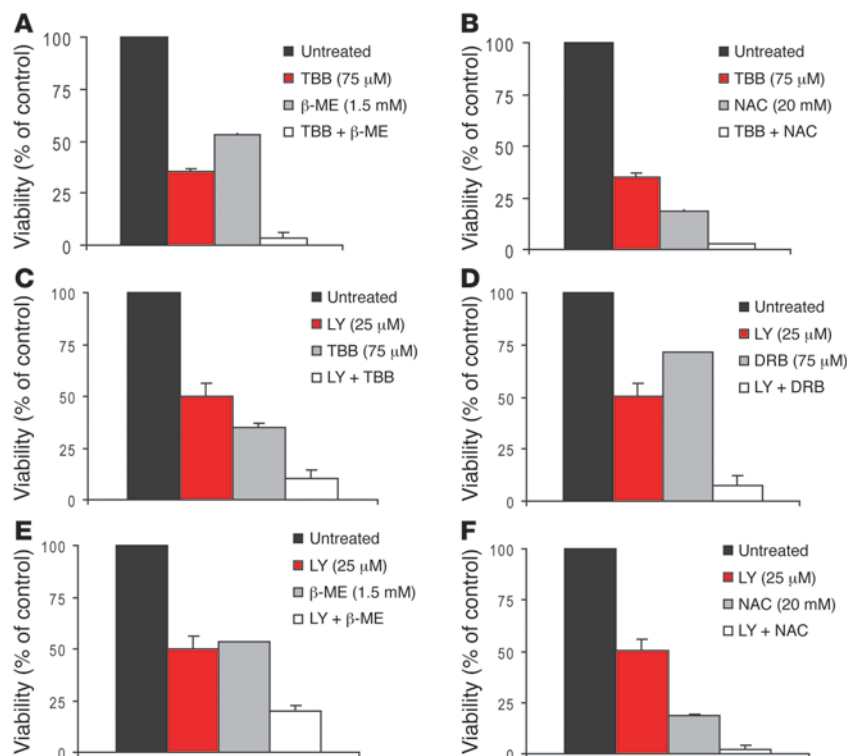 A
Viability (% of control)
100
75
50
25
0
Untreated
TBB (75 μM)
β-ME (1.5 mM)
TBB + β-ME
B
Viability (% of control)
100
75
50
25
0
Untreated
TBB (75 μM)
NAC (20 mM)
TBB + NAC
C
Viability (% of control)
100
75
50
25
0
Untreated
LY (25 μM)
TBB (75 μM)
LY + TBB
D
Viability (% of control)
100
75
50
25
0
Untreated
LY (25 μM)
DRB (75 μM)
LY + DRB
E
Viability (% of control)
100
75
50
25
0
Untreated
LY (25 μM)
β-ME (1.5 mM)
LY + β-ME
F
Viability (% of control)
100
75
50
25
0
Untreated
LY (25 μM)
NAC (20 mM)
LY + NAC